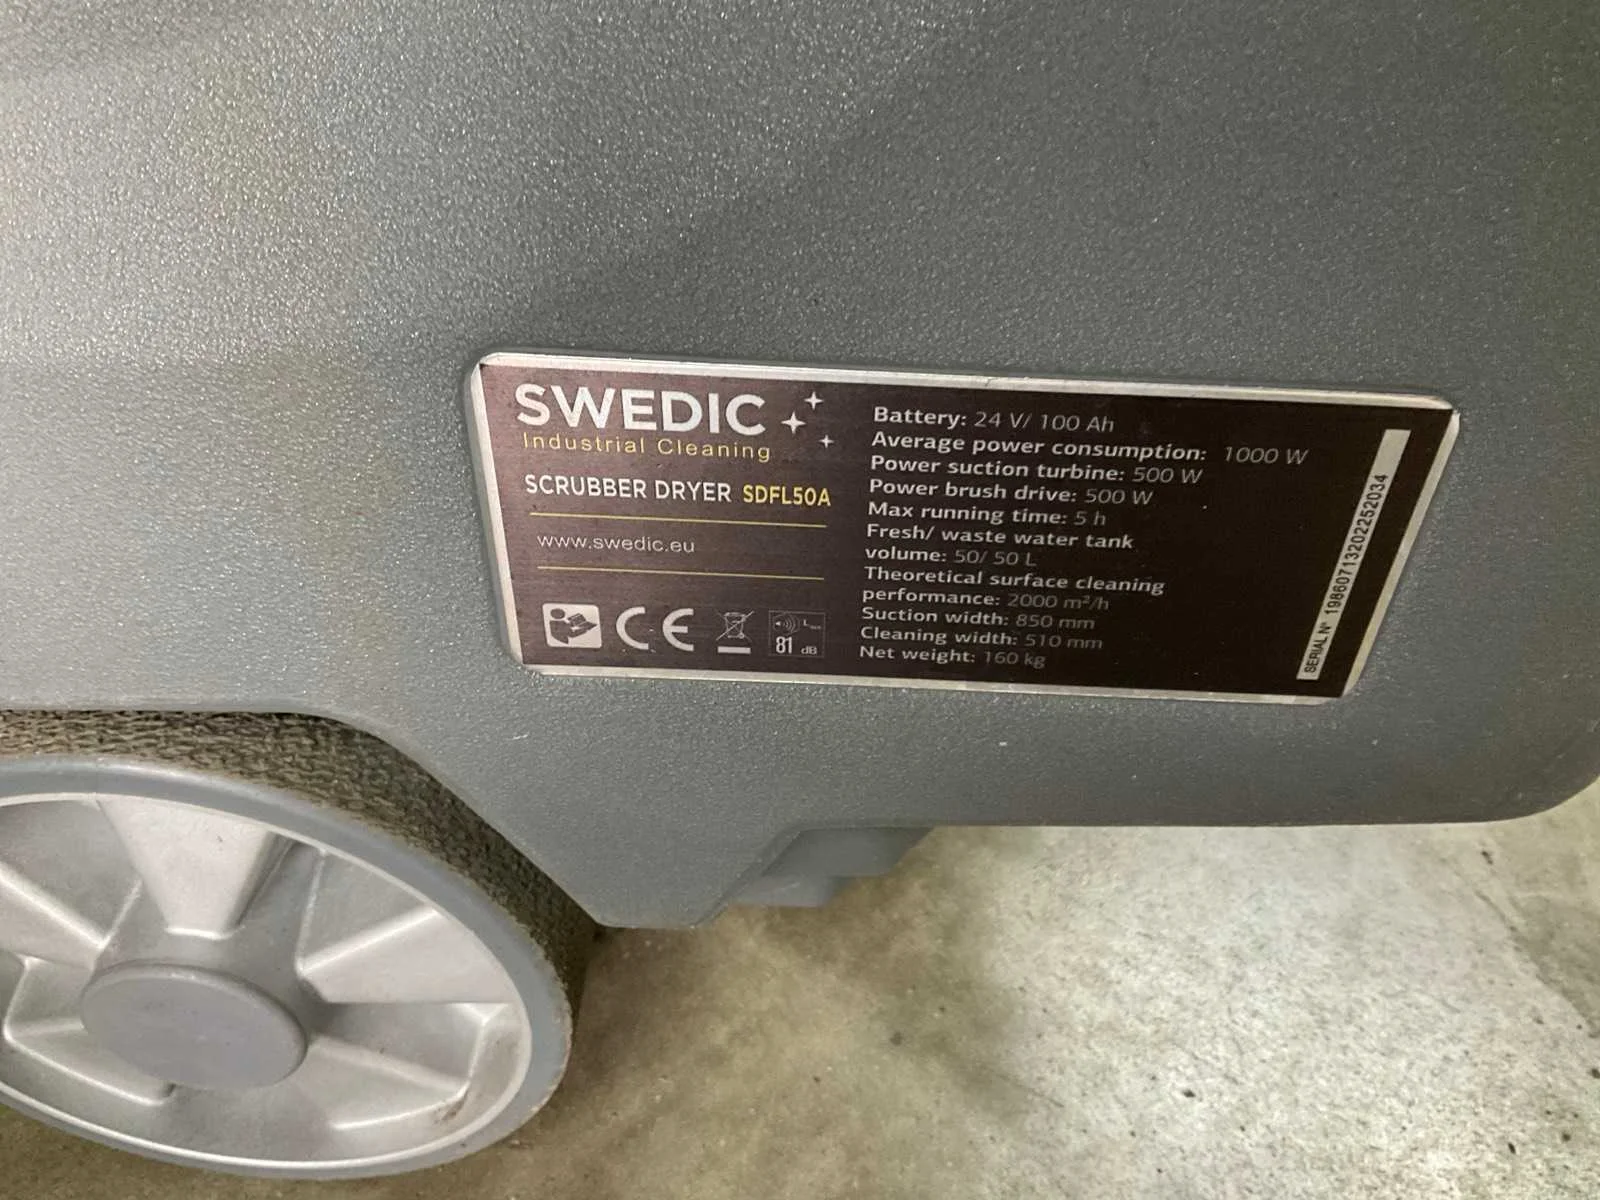 SWEDIC
Industrial Cleaning
SCRUBBER DRYER SDFL50A
www.swedic.eu
CE
81 dB
Battery: 24 V/ 100 Ah
Average power consumption: 1000 W
Power suction turbine: 500 W
Power brush drive: 500 W
Max running time: 5 h
Fresh/ waste water tank
volume: 50/ 50 L
Theoretical surface cleaning
performance: 2000 m²/h
Suction width: 850 mm
Cleaning width: 510 mm
Net weight: 160 kg
SERIAL N° 1986071320225​2034